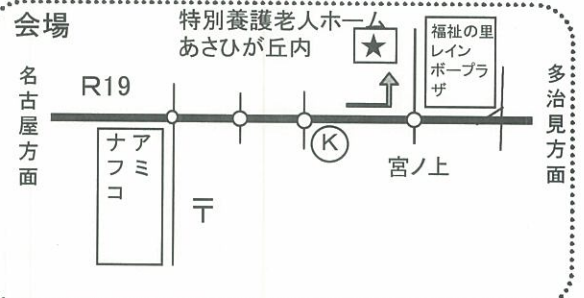 会場
特別養護老人ホーム
あさひが丘内
★
福祉の里
レイン
ボープラ
ザ
名古屋方面
R19
多治見方面
アミ
ナフコ
K
宮ノ上
〒